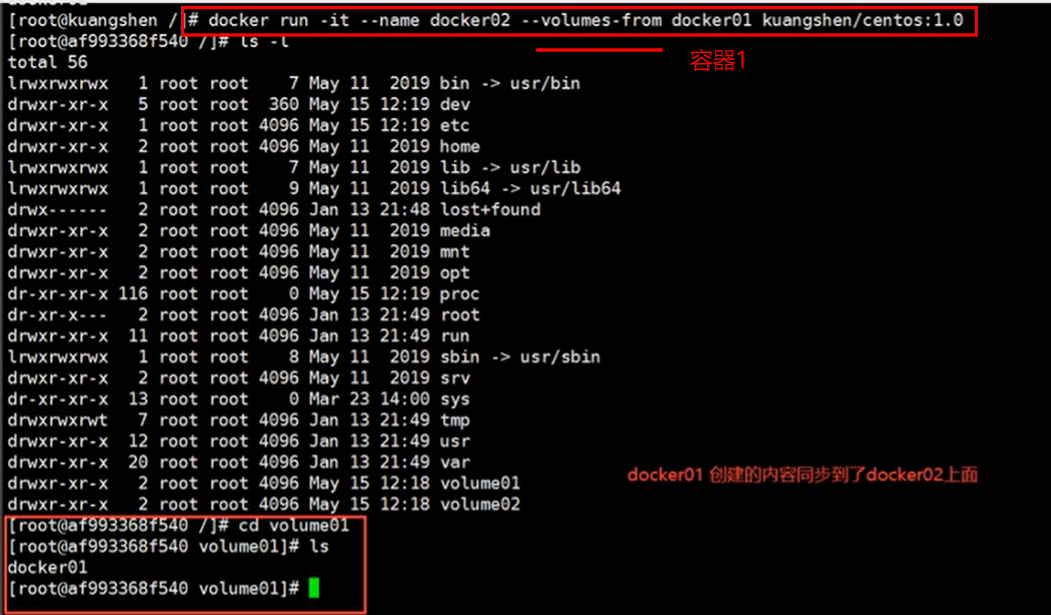 [root@kuangshen /]# docker run -it --name docker02 --volumes-from docker01 kuangshen/centos:1.0
[root@af993368f540 /]# ls -l
容器1
total 56
lrwxrwxrwx   1 root root    7 May 11  2019 bin -> usr/bin
drwxr-xr-x   5 root root  360 May 15 12:19 dev
drwxr-xr-x   1 root root 4096 May 15 12:19 etc
drwxr-xr-x   2 root root 4096 May 11  2019 home
lrwxrwxrwx   1 root root    7 May 11  2019 lib -> usr/lib
lrwxrwxrwx   1 root root    9 May 11  2019 lib64 -> usr/lib64
drwx------   2 root root 4096 Jan 13 21:48 lost+found
drwxr-xr-x   2 root root 4096 May 11  2019 media
drwxr-xr-x   2 root root 4096 May 11  2019 mnt
drwxr-xr-x   2 root root 4096 May 11  2019 opt
dr-xr-xr-x 116 root root    0 May 15 12:19 proc
dr-xr-x---   2 root root 4096 Jan 13 21:49 root
drwxr-xr-x  11 root root 4096 Jan 13 21:49 run
lrwxrwxrwx   1 root root    8 May 11  2019 sbin -> usr/sbin
drwxr-xr-x   2 root root 4096 May 11  2019 srv
dr-xr-xr-x  13 root root    0 Mar 23 14:00 sys
drwxrwxrwt   7 root root 4096 Jan 13 21:49 tmp
drwxr-xr-x  12 root root 4096 Jan 13 21:49 usr
drwxr-xr-x  20 root root 4096 Jan 13 21:49 var
docker01 创建的内容同步到了docker02上面
drwxr-xr-x   2 root root 4096 May 15 12:18 volume01
drwxr-xr-x   2 root root 4096 May 15 12:18 volume02
[root@af993368f540 /]# cd volume01
[root@af993368f540 volume01]# ls
docker01
[root@af993368f540 volume01]#